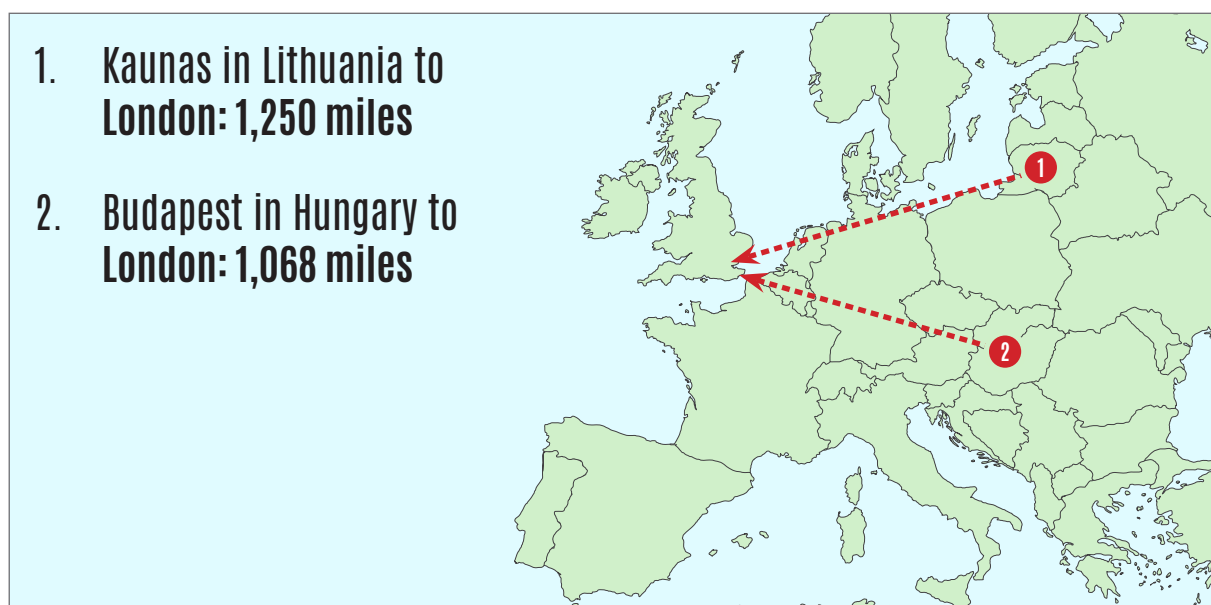 1. Kaunas in Lithuania to
London: 1,250 miles
2. Budapest in Hungary to
London: 1,068 miles
1
2